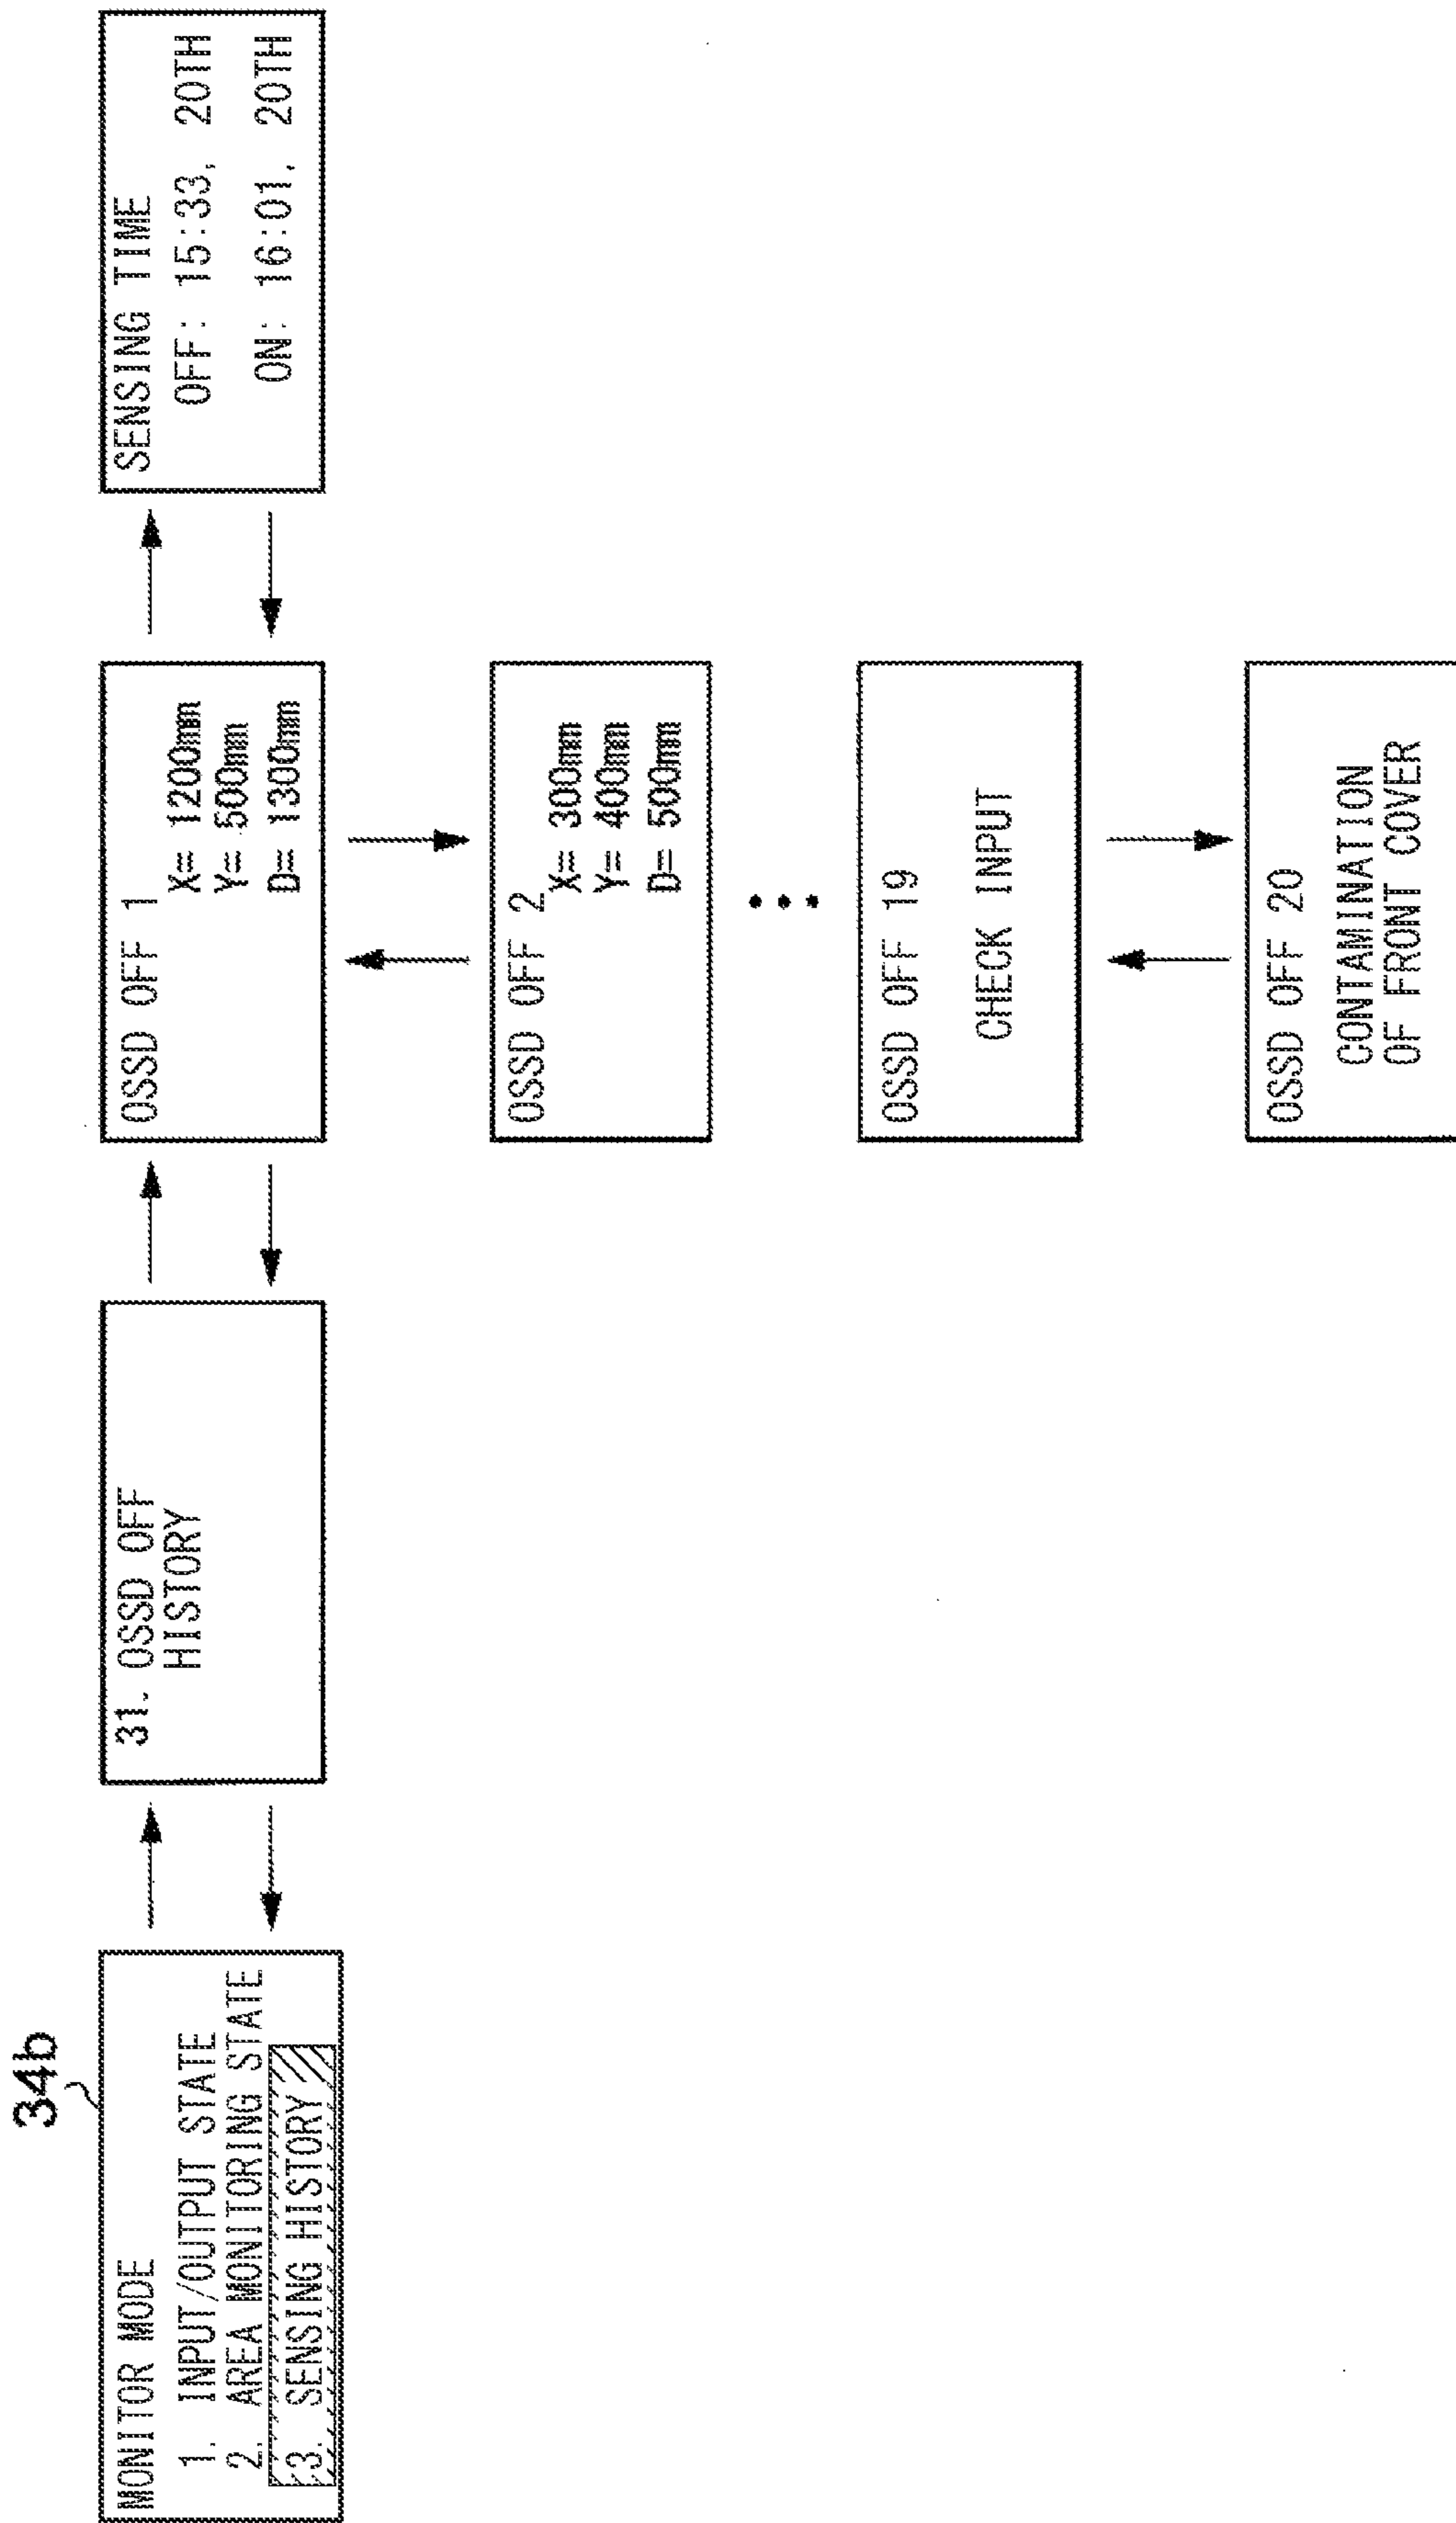 34b
MONITOR MODE
1. INPUT/OUTPUT STATE
2. AREA MONITORING STATE
3. SENSING HISTORY
31. OSSD OFF
HISTORY
OSSD OFF 1
X= 1200mm
Y= 500mm
D= 1300mm
SENSING TIME
OFF: 15:33, 20TH
ON: 16:01, 20TH
OSSD OFF 2
X= 300mm
Y= 400mm
D= 500mm
OSSD OFF 19
CHECK INPUT
OSSD OFF 20
CONTAMINATION
OF FRONT COVER